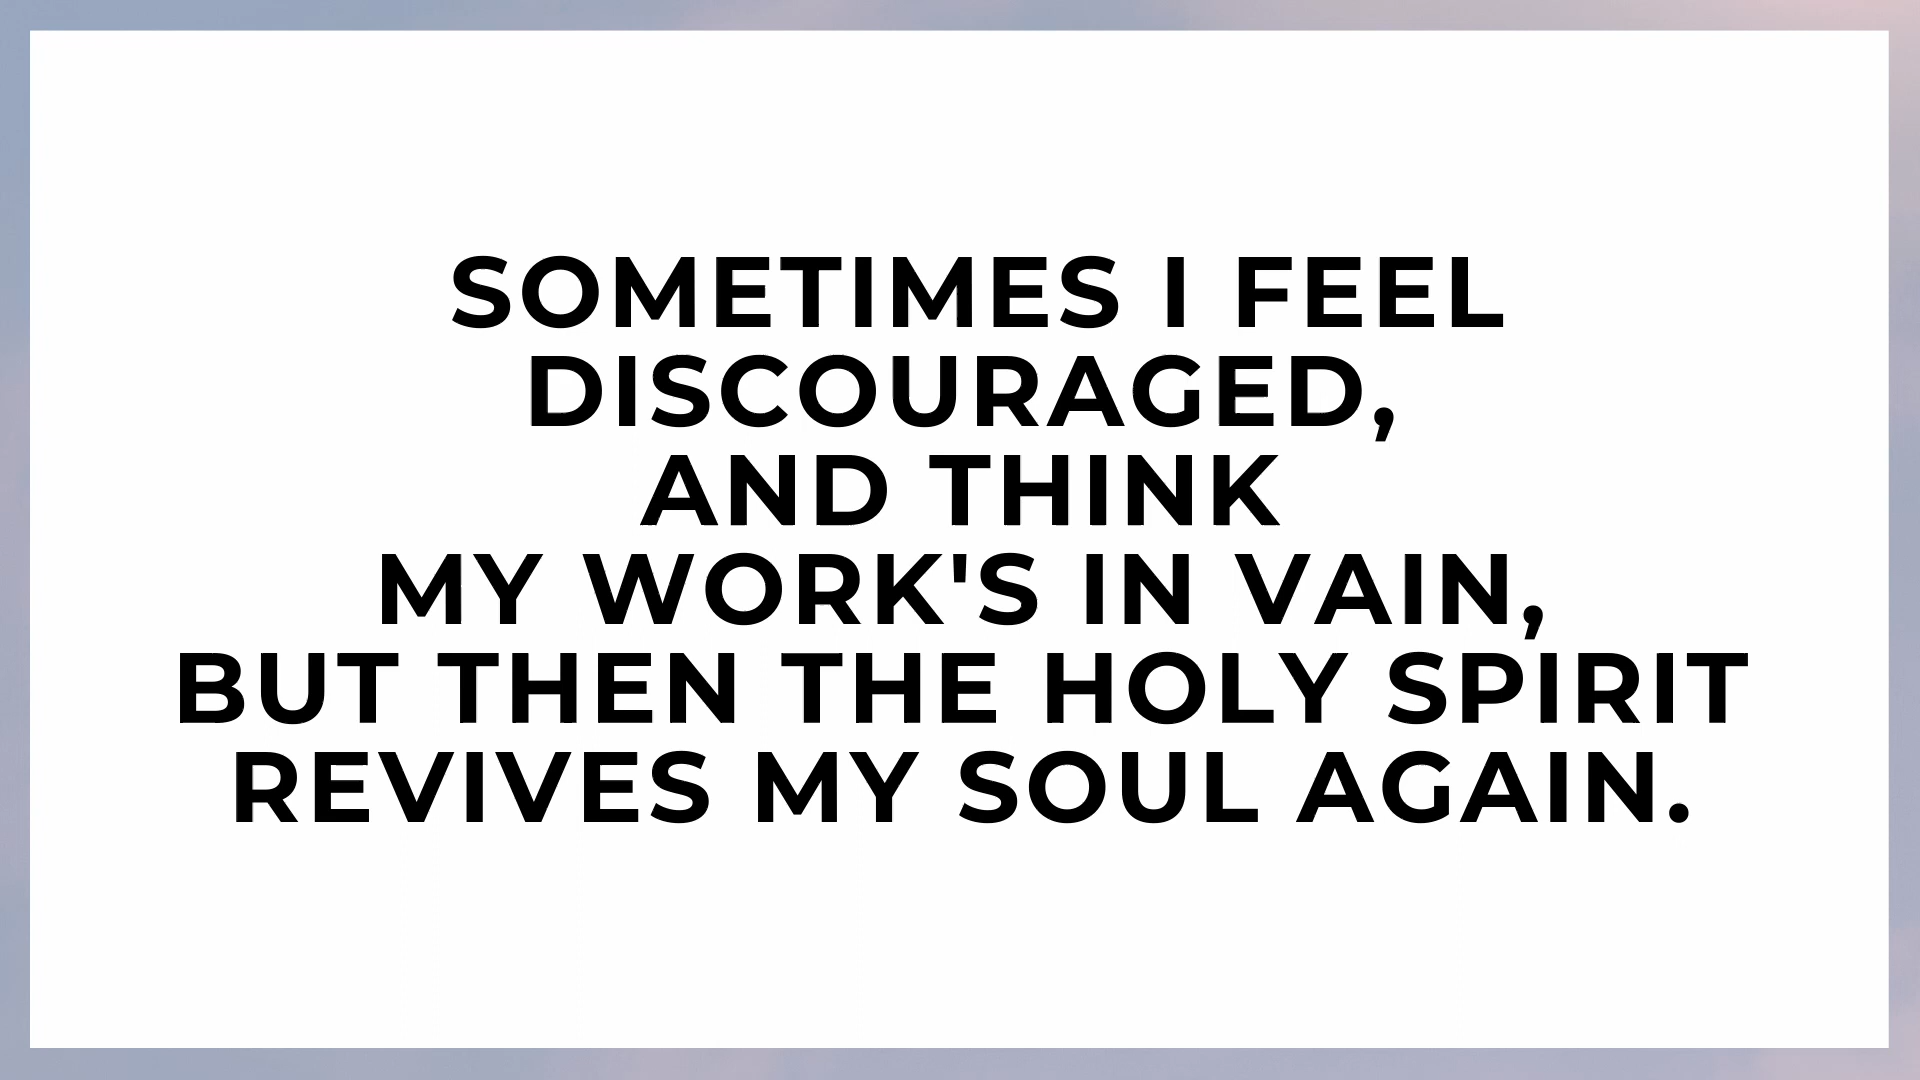 SOMETIMES I FEEL
DISCOURAGED,
AND THINK
MY WORK'S IN VAIN,
BUT THEN THE HOLY SPIRIT
REVIVES MY SOUL AGAIN.